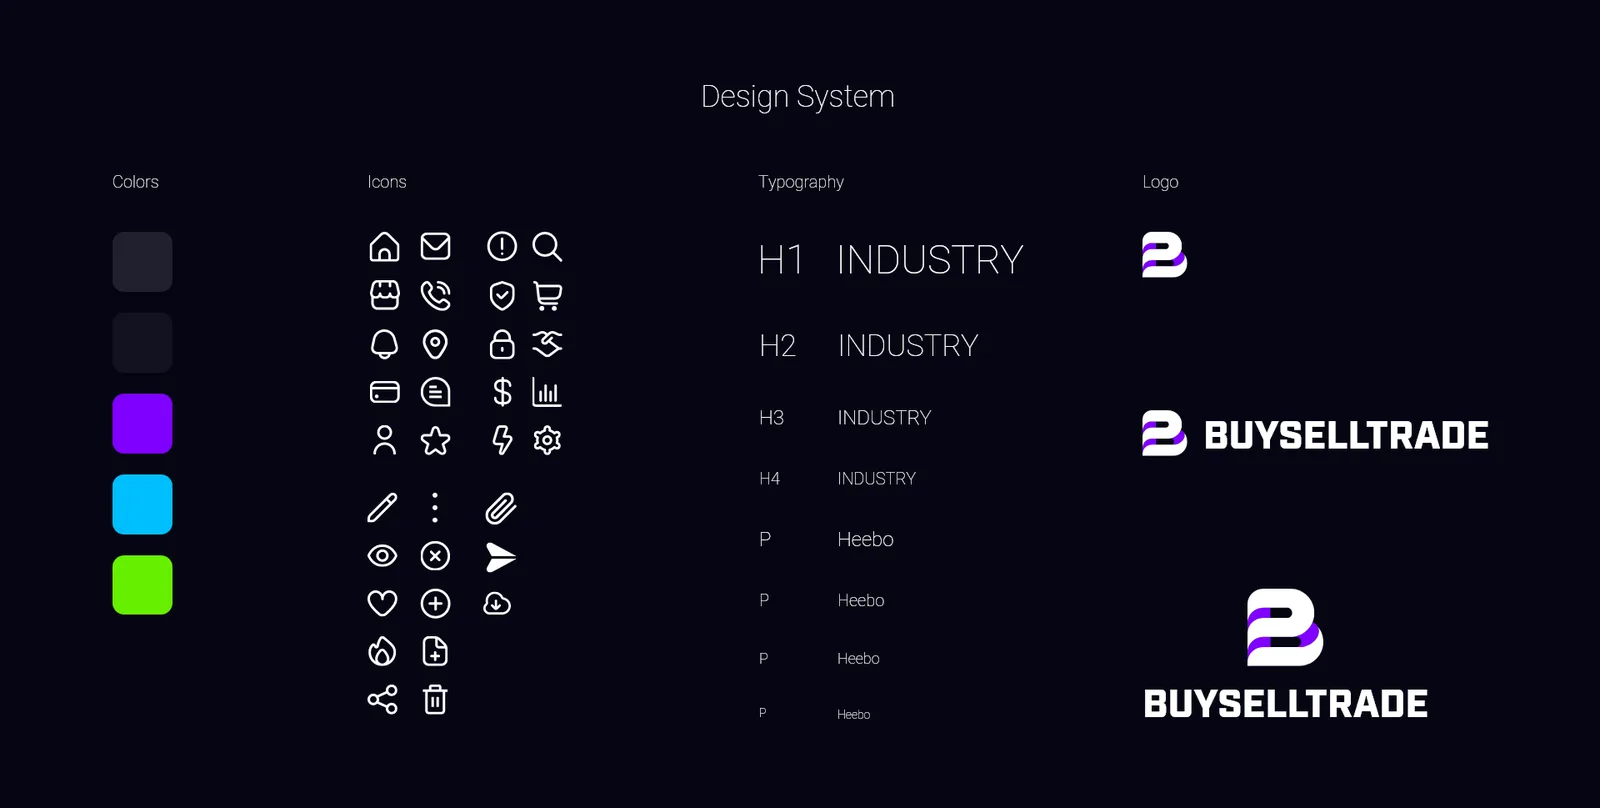 Design System
Colors
Icons
Typography
Logo
H1 INDUSTRY
H2 INDUSTRY
H3 INDUSTRY
H4 INDUSTRY
P Heebo
P Heebo
P Heebo
P Heebo
BUYSELLTRADE
BUYSELLTRADE